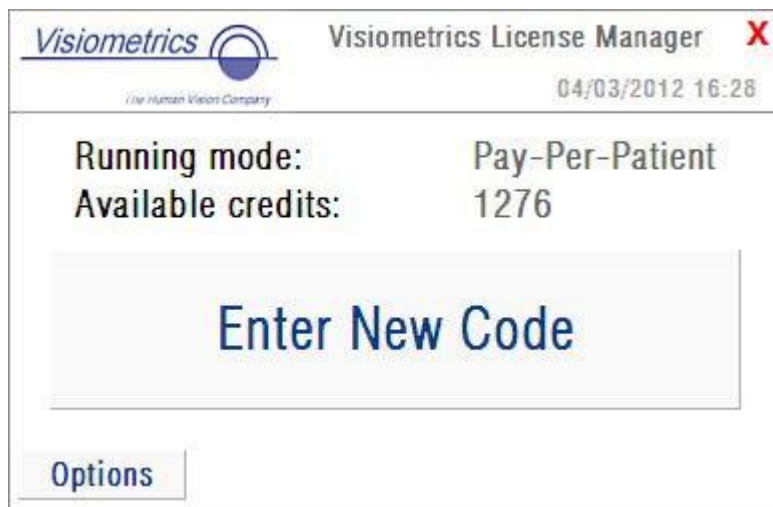 Visiometrics
The Human Vision Company
Visiometrics License Manager X
04/03/2012 16:28
Running mode: Pay-Per-Patient
Available credits: 1276
Enter New Code
Options